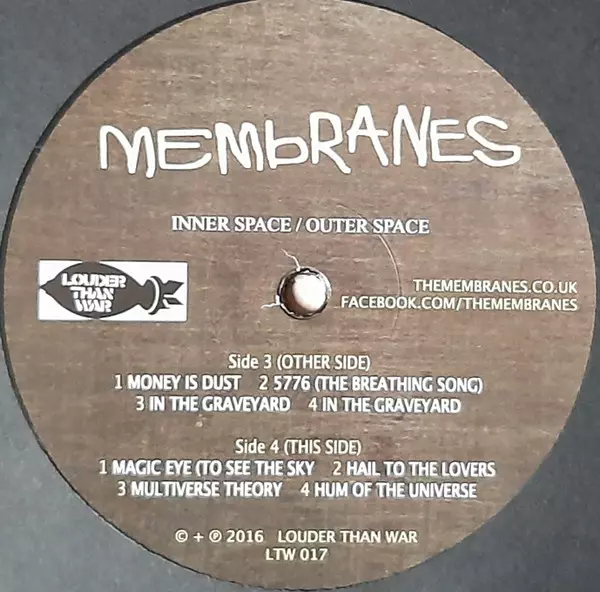 MEMBRANES
INNER SPACE / OUTER SPACE
LOUDER
THAN
WAR
THEMEMBRANES.CO.UK
FACEBOOK.COM/THEMEMBRANES
Side 3 (OTHER SIDE)
1 MONEY IS DUST 2 5776 (THE BREATHING SONG)
3 IN THE GRAVEYARD 4 IN THE GRAVEYARD
Side 4 (THIS SIDE)
1 MAGIC EYE (TO SEE THE SKY 2 HAIL TO THE LOVERS
3 MULTIVERSE THEORY 4 HUM OF THE UNIVERSE
© + ℗ 2016 LOUDER THAN WAR
LTW 017